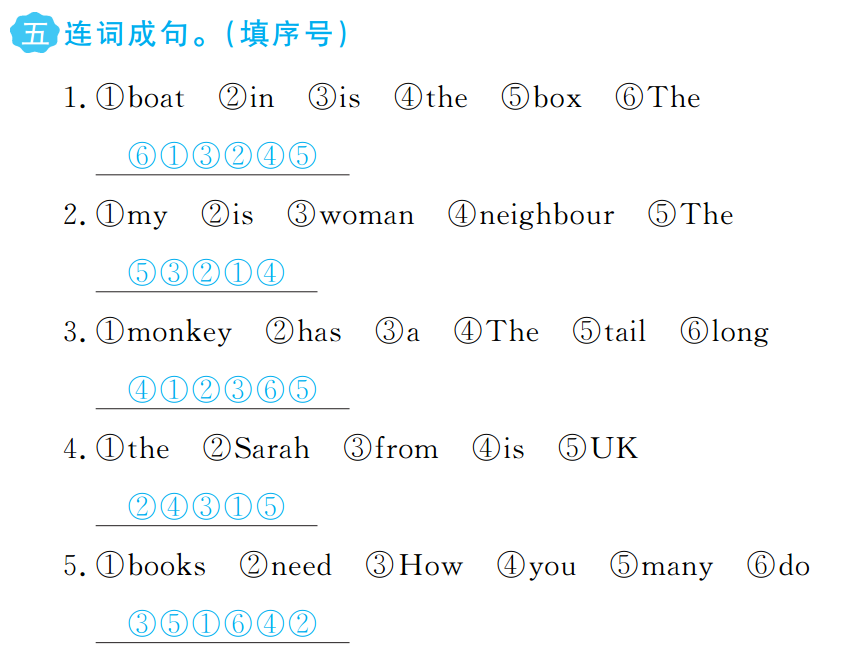 五 连词成句。(填序号)
1. ①boat ②in ③is ④the ⑤box ⑥The
⑥①③②④⑤
2. ①my ②is ③woman ④neighbour ⑤The
⑤③②①④
3. ①monkey ②has ③a ④The ⑤tail ⑥long
④①②③⑥⑤
4. ①the ②Sarah ③from ④is ⑤UK
②④③①⑤
5. ①books ②need ③How ④you ⑤many ⑥do
③⑤①⑥④②